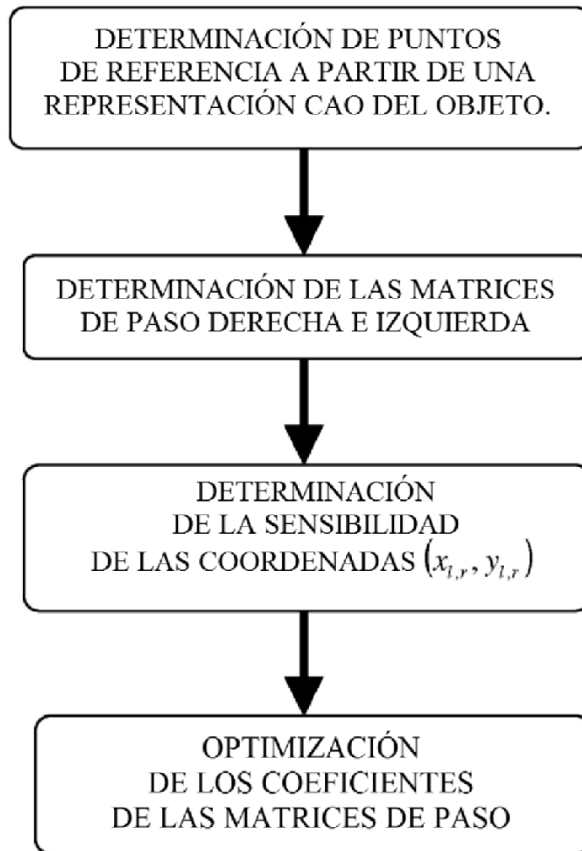 DETERMINACIÓN DE PUNTOS
DE REFERENCIA A PARTIR DE UNA
REPRESENTACIÓN CAO DEL OBJETO.
DETERMINACIÓN DE LAS MATRICES
DE PASO DERECHA E IZQUIERDA
DETERMINACIÓN
DE LA SENSIBILIDAD
DE LAS COORDENADAS (x_{l,r}, y_{l,r})
OPTIMIZACIÓN
DE LOS COEFICIENTES
DE LAS MATRICES DE PASO